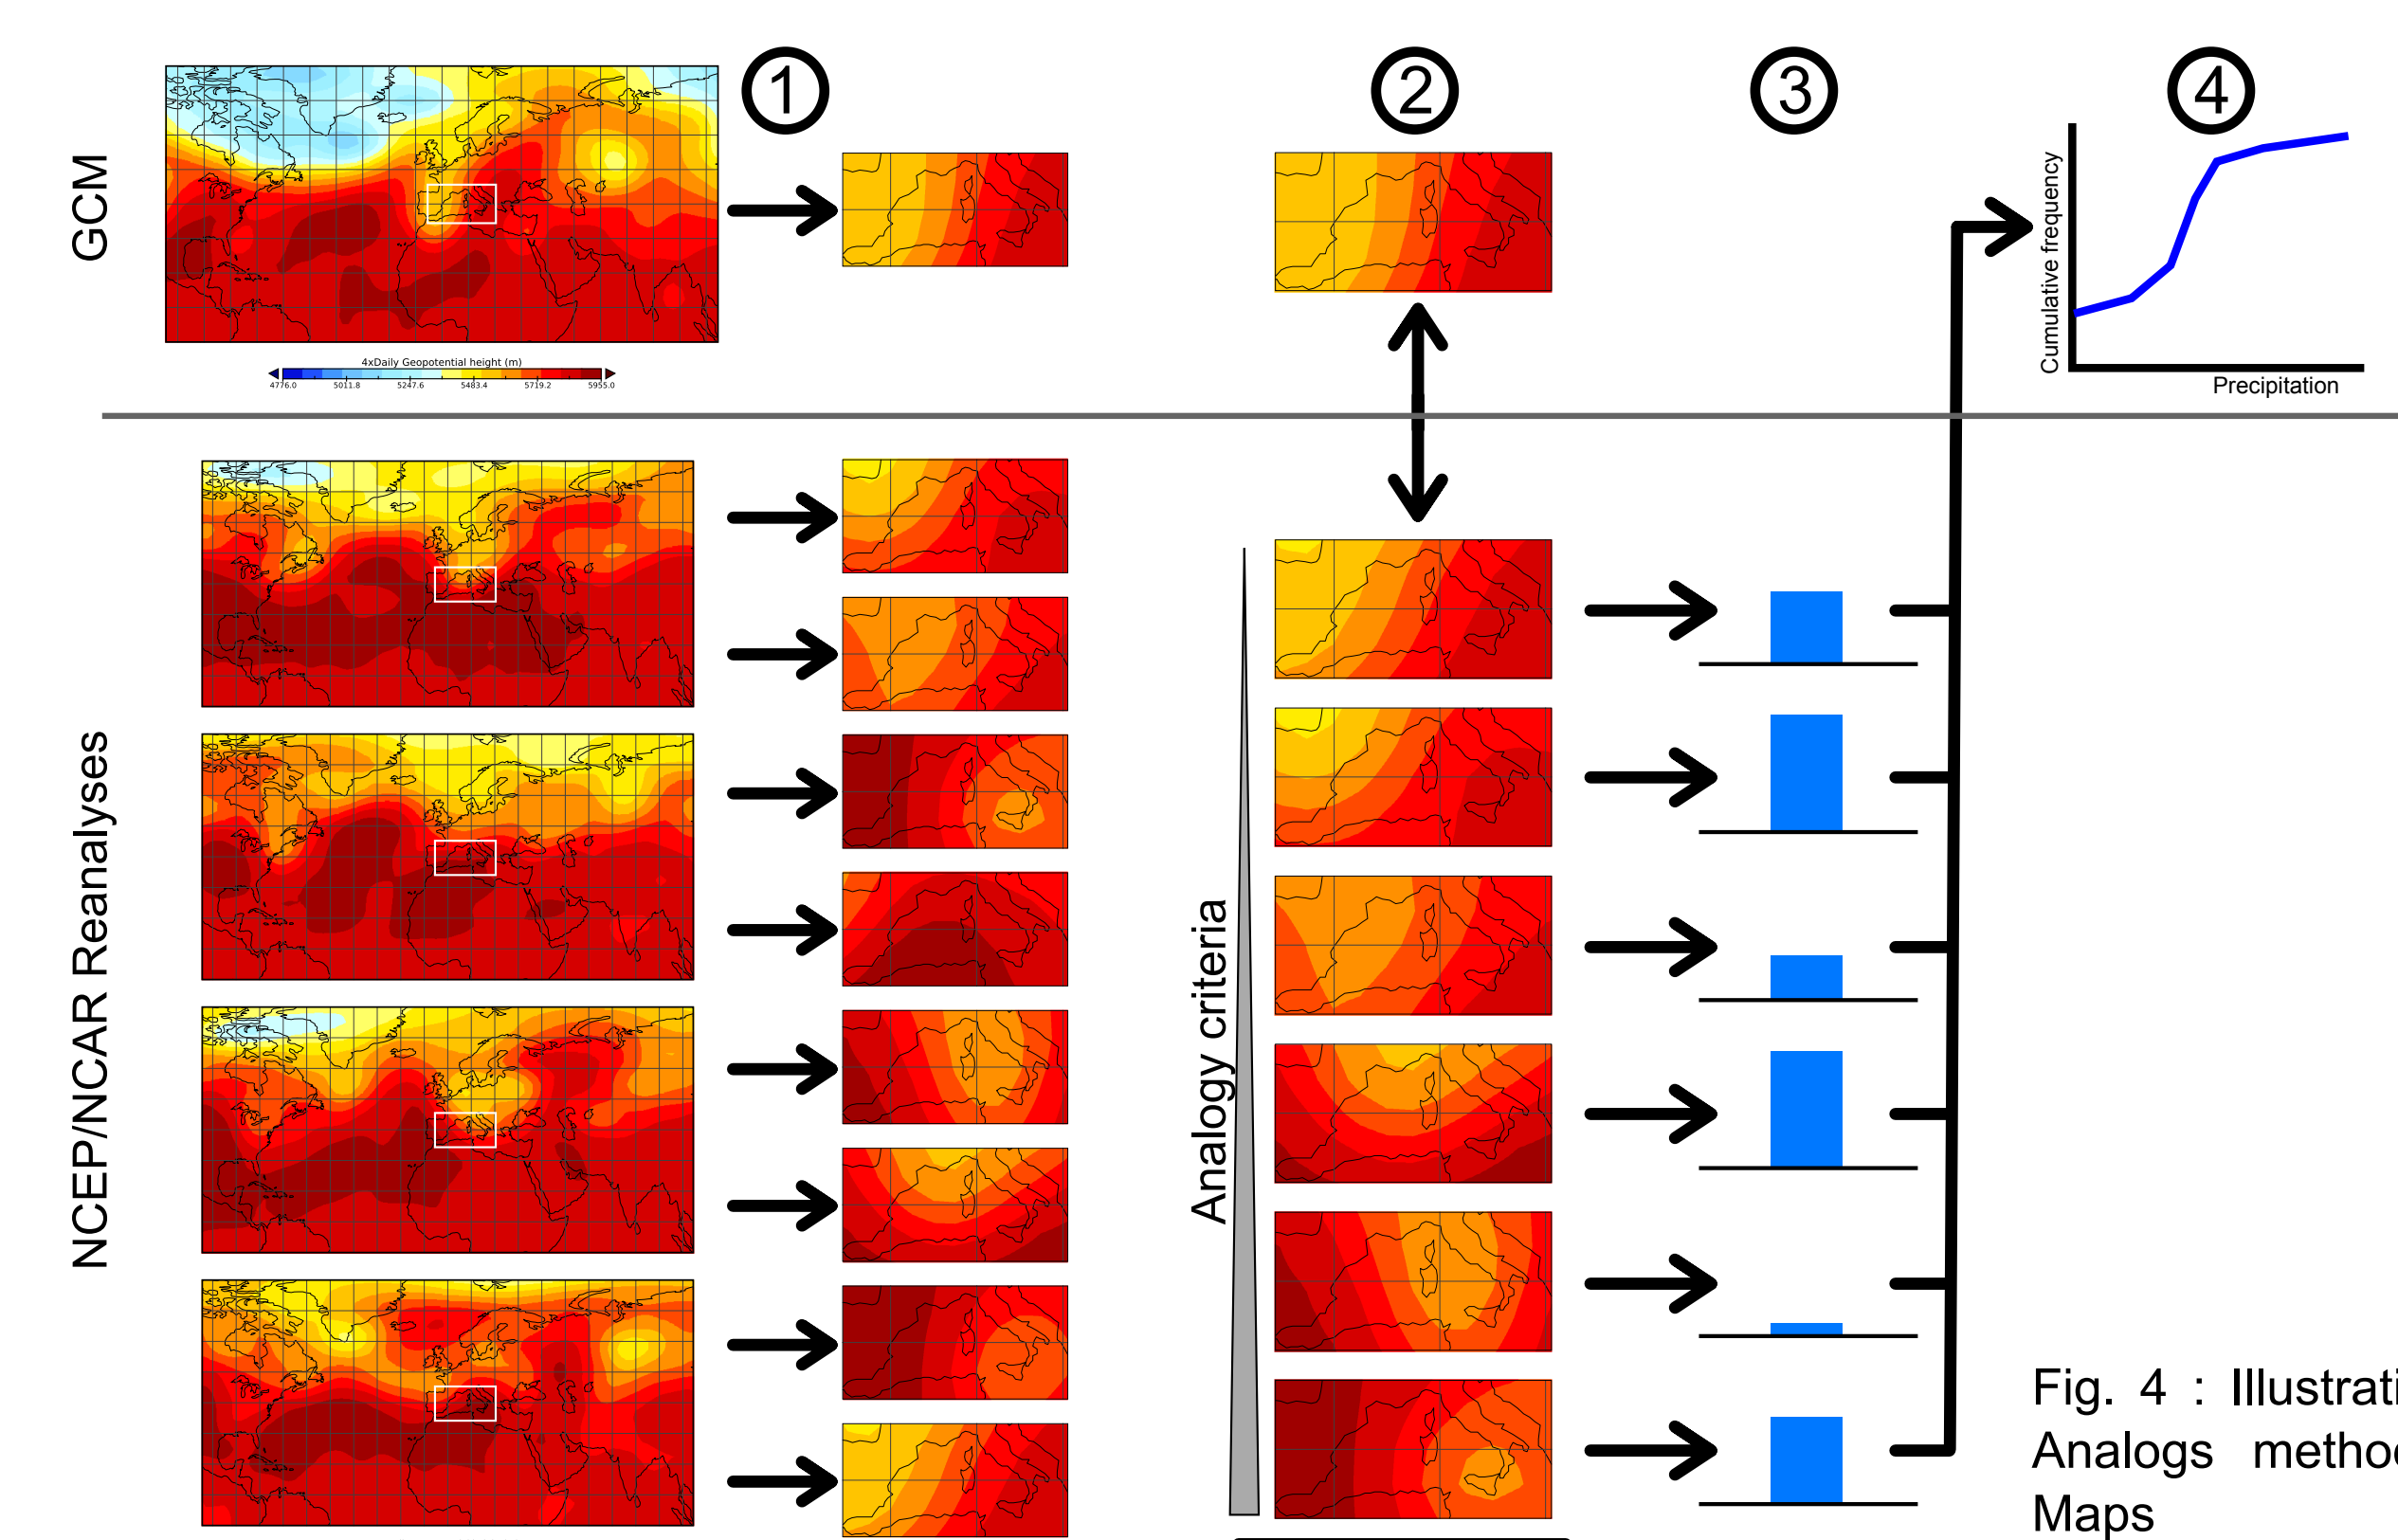 1
2
3
4
GCM
4xDaily Geopotential height (m)
4776.0 5011.8 5247.6 5483.4 5719.2 5955.0
Cumulative frequency
Precipitation
NCEP/NCAR Reanalyses
Analogy criteria
Fig. 4 : Illustrati
Analogs metho
Maps